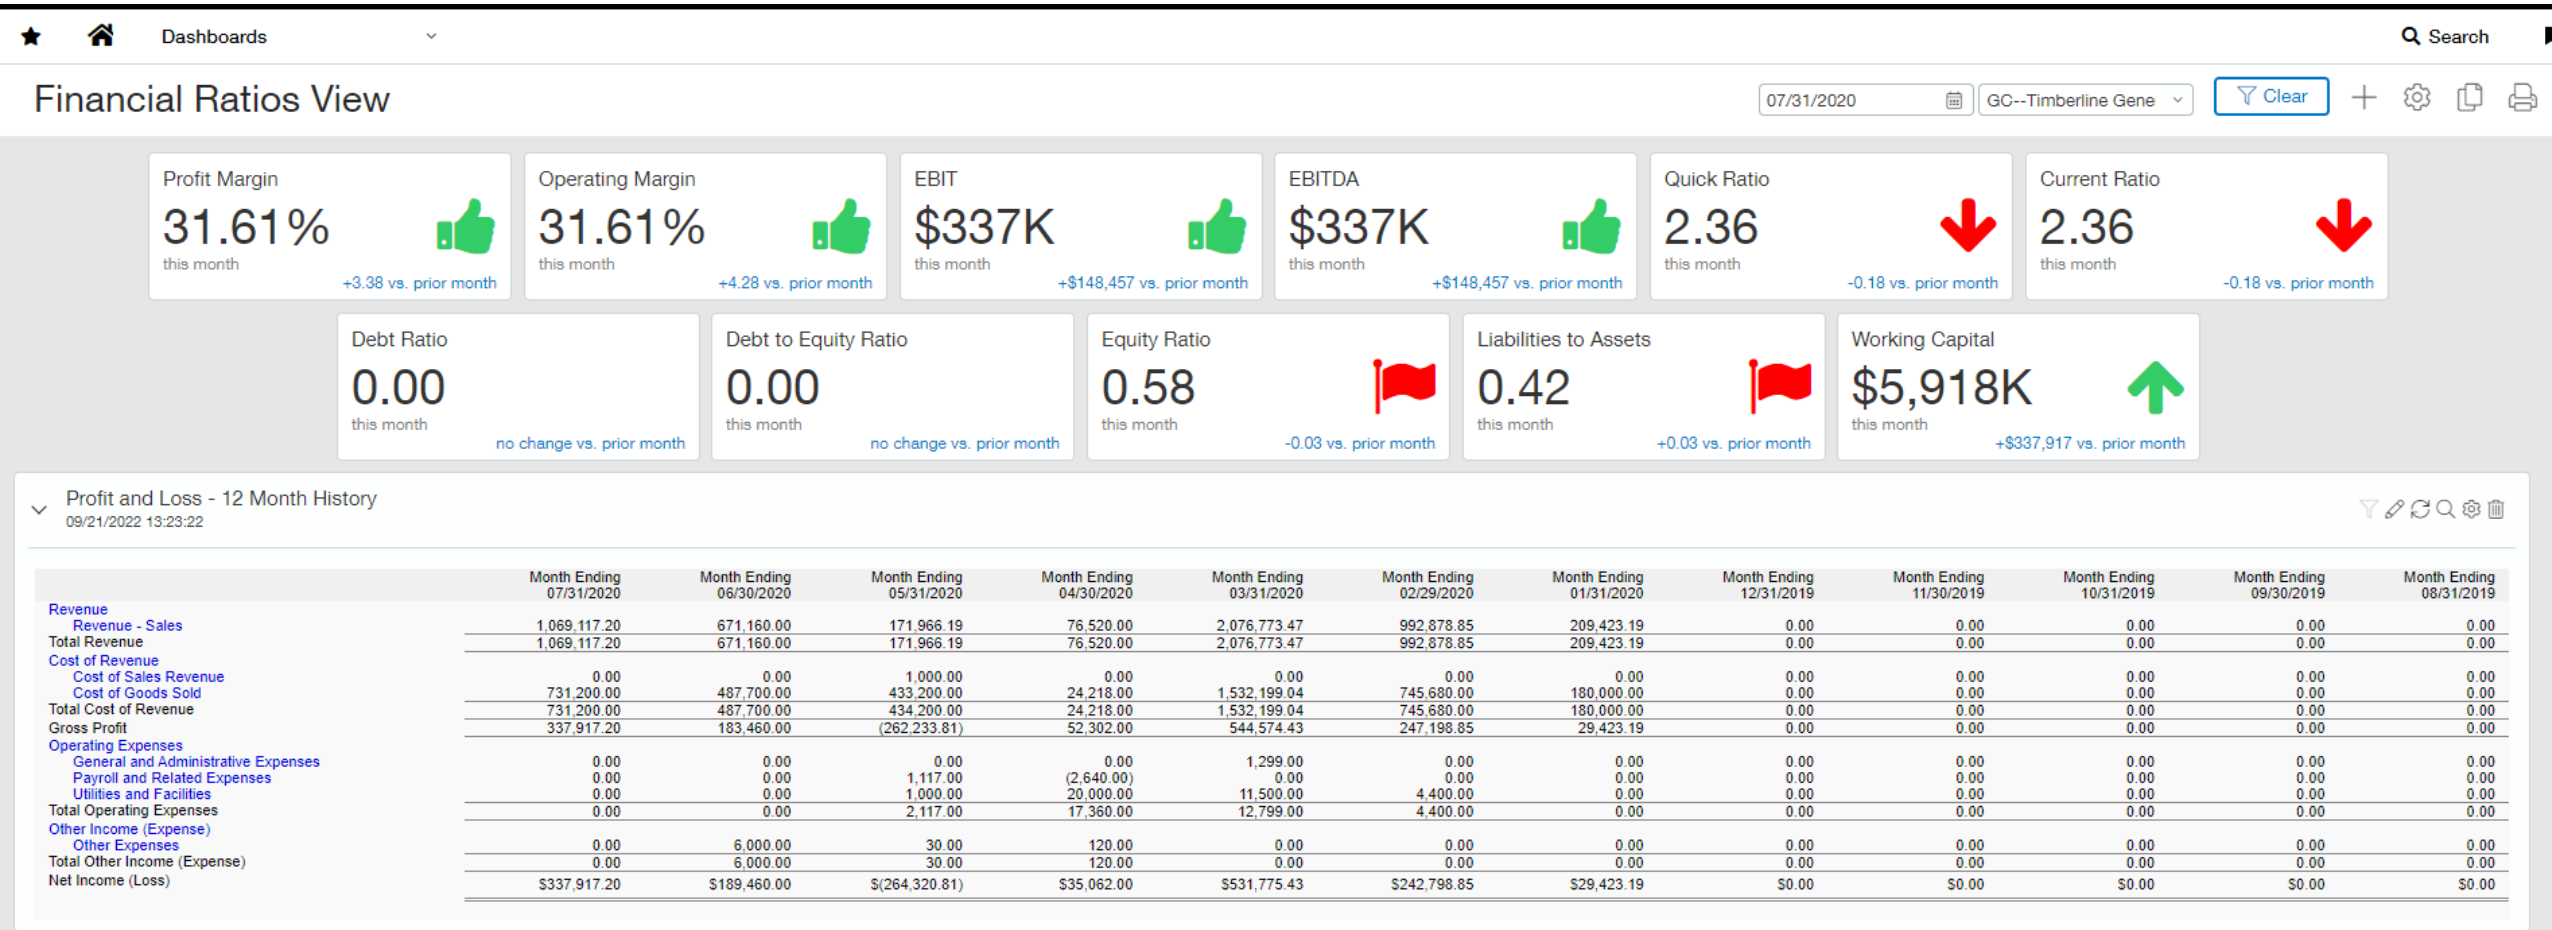 Dashboards
Search
Financial Ratios View
07/31/2020
GC--Timberline Gene
Clear
Profit Margin
31.61%
this month
+3.38 vs. prior month
Operating Margin
31.61%
this month
+4.28 vs. prior month
EBIT
$337K
this month
+$148,457 vs. prior month
EBITDA
$337K
this month
+$148,457 vs. prior month
Quick Ratio
2.36
this month
-0.18 vs. prior month
Current Ratio
2.36
this month
-0.18 vs. prior month
Debt Ratio
0.00
this month
no change vs. prior month
Debt to Equity Ratio
0.00
this month
no change vs. prior month
Equity Ratio
0.58
this month
-0.03 vs. prior month
Liabilities to Assets
0.42
this month
+0.03 vs. prior month
Working Capital
$5,918K
this month
+$337,917 vs. prior month
Profit and Loss - 12 Month History
09/21/2022 13:23:22
Month Ending Month Ending Month Ending Month Ending Month Ending Month Ending Month Ending Month Ending Month Ending Month Ending Month Ending Month Ending
07/31/2020 06/30/2020 05/31/2020 04/30/2020 03/31/2020 02/29/2020 01/31/2020 12/31/2019 11/30/2019 10/31/2019 09/30/2019 08/31/2019
Revenue
Revenue - Sales 1,069,117.20 671,160.00 171,966.19 76,520.00 2,076,773.47 992,878.85 209,423.19 0.00 0.00 0.00 0.00 0.00
Total Revenue 1,069,117.20 671,160.00 171,966.19 76,520.00 2,076,773.47 992,878.85 209,423.19 0.00 0.00 0.00 0.00 0.00
Cost of Revenue
Cost of Sales Revenue 0.00 0.00 1,000.00 0.00 0.00 0.00 0.00 0.00 0.00 0.00 0.00 0.00
Cost of Goods Sold 731,200.00 487,700.00 433,200.00 24,218.00 1,532,199.04 745,680.00 180,000.00 0.00 0.00 0.00 0.00 0.00
Total Cost of Revenue 731,200.00 487,700.00 434,200.00 24,218.00 1,532,199.04 745,680.00 180,000.00 0.00 0.00 0.00 0.00 0.00
Gross Profit 337,917.20 183,460.00 (262,233.81) 52,302.00 544,574.43 247,198.85 29,423.19 0.00 0.00 0.00 0.00 0.00
Operating Expenses
General and Administrative Expenses 0.00 0.00 0.00 0.00 1,299.00 0.00 0.00 0.00 0.00 0.00 0.00 0.00
Payroll and Related Expenses 0.00 0.00 1,117.00 (2,640.00) 0.00 0.00 0.00 0.00 0.00 0.00 0.00 0.00
Utilities and Facilities 0.00 0.00 1,000.00 20,000.00 11,500.00 4,400.00 0.00 0.00 0.00 0.00 0.00 0.00
Total Operating Expenses 0.00 0.00 2,117.00 17,360.00 12,799.00 4,400.00 0.00 0.00 0.00 0.00 0.00 0.00
Other Income (Expense)
Other Expenses 0.00 6,000.00 30.00 120.00 0.00 0.00 0.00 0.00 0.00 0.00 0.00 0.00
Total Other Income (Expense) 0.00 6,000.00 30.00 120.00 0.00 0.00 0.00 0.00 0.00 0.00 0.00 0.00
Net Income (Loss) $337,917.20 $189,460.00 $(264,320.81) $35,062.00 $531,775.43 $242,798.85 $29,423.19 $0.00 $0.00 $0.00 $0.00 $0.00